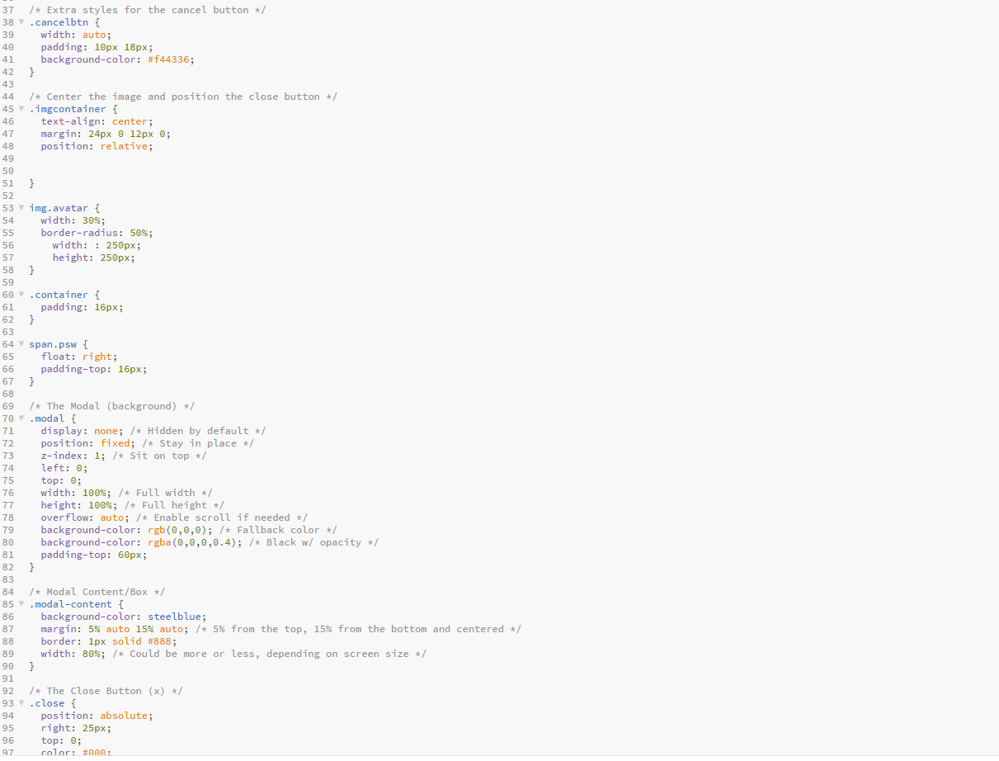 37 /* Extra styles for the cancel button */
38 .cancelbtn {
39 width: auto;
40 padding: 10px 18px;
41 background-color: #f44336;
42 }
43
44 /* Center the image and position the close button */
45 .imgcontainer {
46 text-align: center;
47 margin: 24px 0 12px 0;
48 position: relative;
49
50
51 }
52
53 img.avatar {
54 width: 30%;
55 border-radius: 50%;
56 width: : 250px;
57 height: 250px;
58 }
59
60 .container {
61 padding: 16px;
62 }
63
64 span.psw {
65 float: right;
66 padding-top: 16px;
67 }
68
69 /* The Modal (background) */
70 .modal {
71 display: none; /* Hidden by default */
72 position: fixed; /* Stay in place */
73 z-index: 1; /* Sit on top */
74 left: 0;
75 top: 0;
76 width: 100%; /* Full width */
77 height: 100%; /* Full height */
78 overflow: auto; /* Enable scroll if needed */
79 background-color: rgb(0,0,0); /* Fallback color */
80 background-color: rgba(0,0,0,0.4); /* Black w/ opacity */
81 padding-top: 60px;
82 }
83
84 /* Modal Content/Box */
85 .modal-content {
86 background-color: steelblue;
87 margin: 5% auto 15% auto; /* 5% from the top, 15% from the bottom and centered */
88 border: 1px solid #888;
89 width: 80%; /* Could be more or less, depending on screen size */
90 }
91
92 /* The Close Button (x) */
93 .close {
94 position: absolute;
95 right: 25px;
96 top: 0;
97 color: #000;